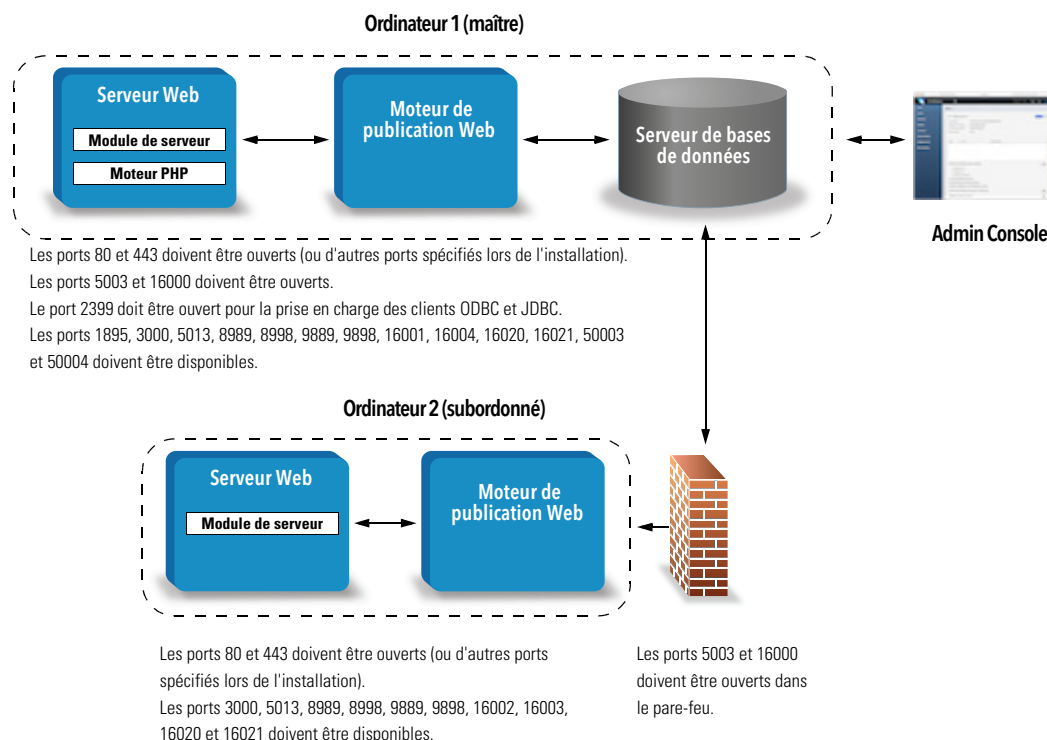 Ordinateur 1 (maître)
Serveur Web
Module de serveur
Moteur PHP
Moteur de
publication Web
Serveur de bases
de données
Admin Console
Les ports 80 et 443 doivent être ouverts (ou d'autres ports spécifiés lors de l'installation).
Les ports 5003 et 16000 doivent être ouverts.
Le port 2399 doit être ouvert pour la prise en charge des clients ODBC et JDBC.
Les ports 1895, 3000, 5013, 8989, 8998, 9889, 9898, 16001, 16004, 16020, 16021, 50003
et 50004 doivent être disponibles.
Ordinateur 2 (subordonné)
Serveur Web
Module de serveur
Moteur de
publication Web
Les ports 80 et 443 doivent être ouverts (ou d'autres ports
spécifiés lors de l'installation).
Les ports 3000, 5013, 8989, 8998, 9889, 9898, 16002, 16003,
16020 et 16021 doivent être disponibles.
Les ports 5003 et 16000
doivent être ouverts dans
le pare-feu.